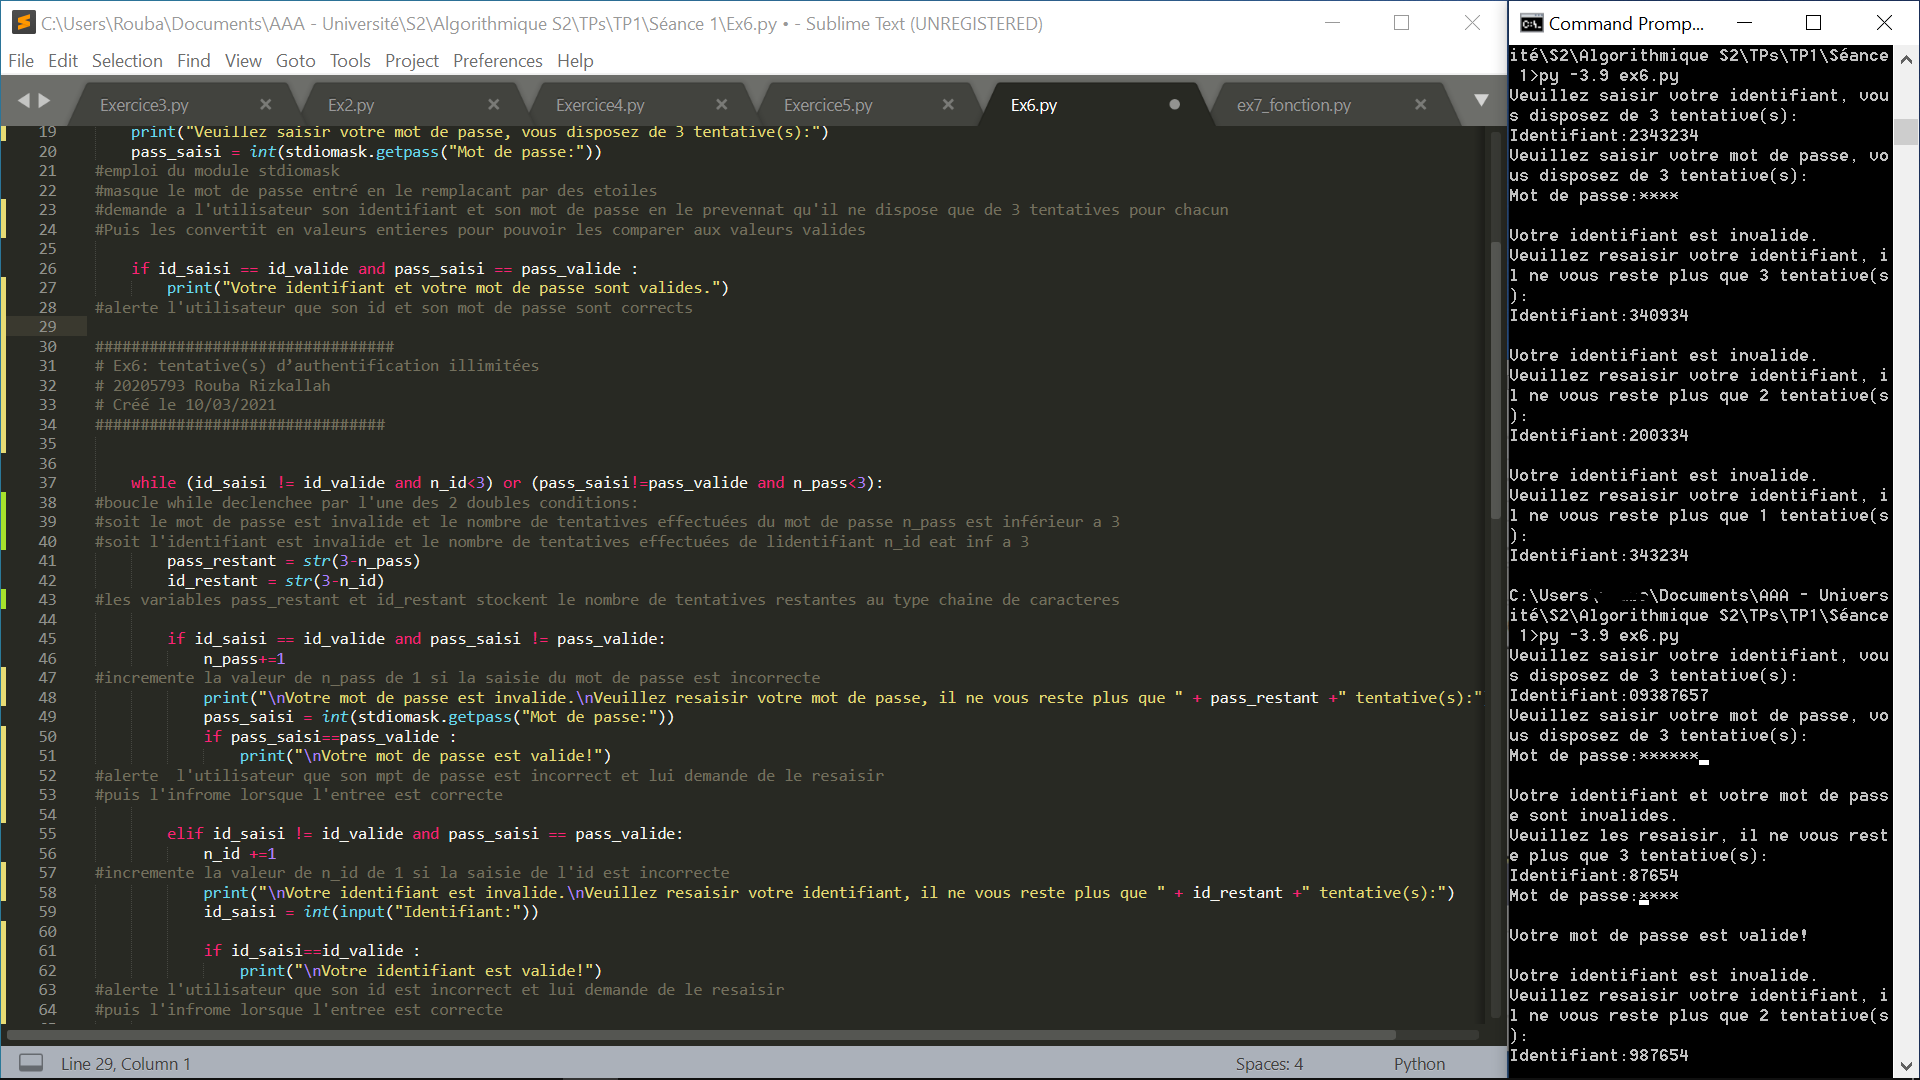 C:\Users\Rouba\Documents\AAA - Université\S2\Algorithmique S2\TPs\TP1\Séance 1\Ex6.py • - Sublime Text (UNREGISTERED)
File Edit Selection Find View Goto Tools Project Preferences Help
Exercice3.py × Ex2.py × Exercice4.py × Exercice5.py × Ex6.py ex7_fonction.py ×
19 print("Veuillez saisir votre mot de passe, vous disposez de 3 tentative(s):")
20 pass_saisi = int(stdiomask.getpass("Mot de passe:"))
21 #emploi du module stdiomask
22 #masque le mot de passe entré en le remplacant par des etoiles
23 #demande a l'utilisateur son identifiant et son mot de passe en le prevennat qu'il ne dispose que de 3 tentatives pour chacun
24 #Puis les convertit en valeurs entieres pour pouvoir les comparer aux valeurs valides
25
26 if id_saisi == id_valide and pass_saisi == pass_valide :
27 print("Votre identifiant et votre mot de passe sont valides.")
28 #alerte l'utilisateur que son id et son mot de passe sont corrects
29
30 #################################
31 # Ex6: tentative(s) d’authentification illimitées
32 # 20205793 Rouba Rizkallah
33 # Créé le 10/03/2021
34 ################################
35
36
37 while (id_saisi != id_valide and n_id<3) or (pass_saisi!=pass_valide and n_pass<3):
38 #boucle while declenchee par l'une des 2 doubles conditions:
39 #soit le mot de passe est invalide et le nombre de tentatives effectuées du mot de passe n_pass est inférieur a 3
40 #soit l'identifiant est invalide et le nombre de tentatives effectuées de lidentifiant n_id eat inf a 3
41 pass_restant = str(3-n_pass)
42 id_restant = str(3-n_id)
43 #les variables pass_restant et id_restant stockent le nombre de tentatives restantes au type chaine de caracteres
44
45 if id_saisi == id_valide and pass_saisi != pass_valide:
46 n_pass+=1
47 #incremente la valeur de n_pass de 1 si la saisie du mot de passe est incorrecte
48 print("\nVotre mot de passe est invalide.\nVeuillez resaisir votre mot de passe, il ne vous reste plus que " + pass_restant +" tentative(s):"
49 pass_saisi = int(stdiomask.getpass("Mot de passe:"))
50 if pass_saisi==pass_valide :
51 print("\nVotre mot de passe est valide!")
52 #alerte  l'utilisateur que son mpt de passe est incorrect et lui demande de le resaisir
53 #puis l'infrome lorsque l'entree est correcte
54
55 elif id_saisi != id_valide and pass_saisi == pass_valide:
56 n_id +=1
57 #incremente la valeur de n_id de 1 si la saisie de l'id est incorrecte
58 print("\nVotre identifiant est invalide.\nVeuillez resaisir votre identifiant, il ne vous reste plus que " + id_restant +" tentative(s):")
59 id_saisi = int(input("Identifiant:"))
60
61 if id_saisi==id_valide :
62 print("\nVotre identifiant est valide!")
63 #alerte l'utilisateur que son id est incorrect et lui demande de le resaisir
64 #puis l'infrome lorsque l'entree est correcte
Line 29, Column 1 Spaces: 4 Python
Command Promp...
ité\S2\Algorithmique S2\TPs\TP1\Séance
1>py -3.9 ex6.py
Veuillez saisir votre identifiant, vou
s disposez de 3 tentative(s):
Identifiant:2343234
Veuillez saisir votre mot de passe, vo
us disposez de 3 tentative(s):
Mot de passe:****
Votre identifiant est invalide.
Veuillez resaisir votre identifiant, i
l ne vous reste plus que 3 tentative(s
):
Identifiant:340934
Votre identifiant est invalide.
Veuillez resaisir votre identifiant, i
l ne vous reste plus que 2 tentative(s
):
Identifiant:200334
Votre identifiant est invalide.
Veuillez resaisir votre identifiant, i
l ne vous reste plus que 1 tentative(s
):
Identifiant:343234
C:\Users\ \Documents\AAA - Univers
ité\S2\Algorithmique S2\TPs\TP1\Séance
1>py -3.9 ex6.py
Veuillez saisir votre identifiant, vou
s disposez de 3 tentative(s):
Identifiant:09387657
Veuillez saisir votre mot de passe, vo
us disposez de 3 tentative(s):
Mot de passe:******
Votre identifiant et votre mot de pass
e sont invalides.
Veuillez les resaisir, il ne vous rest
e plus que 3 tentative(s):
Identifiant:87654
Mot de passe:****
Votre mot de passe est valide!
Votre identifiant est invalide.
Veuillez resaisir votre identifiant, i
l ne vous reste plus que 2 tentative(s
):
Identifiant:987654